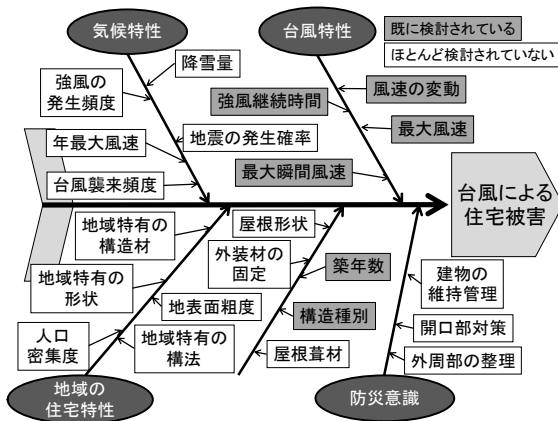 気候特性
台風特性
既に検討されている
ほとんど検討されていない
降雪量
強風の
発生頻度
地震の発生確率
年最大風速
台風襲来頻度
風速の変動
強風継続時間
最大風速
最大瞬間風速
台風による
住宅被害
地域特有の
構造材
地域特有の
形状
地表面粗度
人口
密集度
地域特有の
構法
屋根形状
外装材の
固定
築年数
構造種別
屋根葺材
建物の
維持管理
開口部対策
外周部の整理
地域の
住宅特性
防災意識